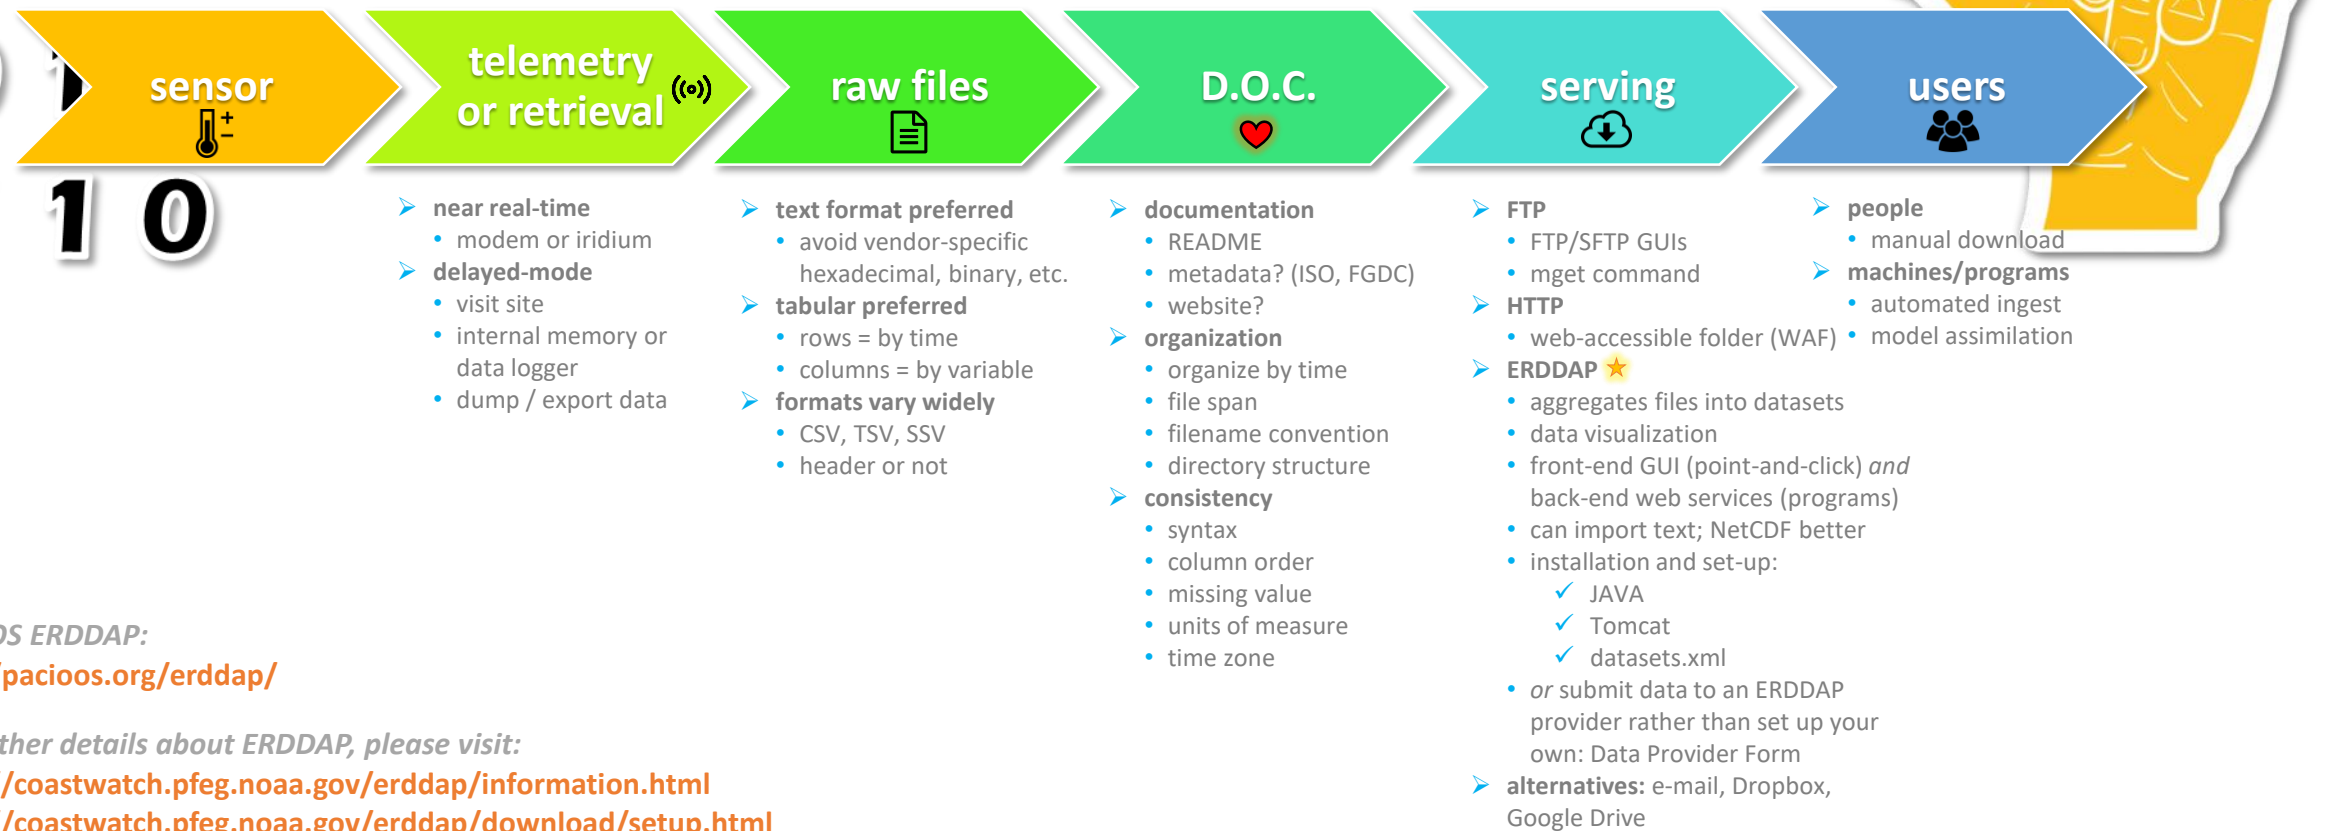 sensor
telemetry
or retrieval
raw files
D.O.C.
serving
users
1 0
➢ near real-time
• modem or iridium
➢ delayed-mode
• visit site
• internal memory or
data logger
• dump / export data
➢ text format preferred
• avoid vendor-specific
hexadecimal, binary, etc.
➢ tabular preferred
• rows = by time
• columns = by variable
➢ formats vary widely
• CSV, TSV, SSV
• header or not
➢ documentation
• README
• metadata? (ISO, FGDC)
• website?
➢ organization
• organize by time
• file span
• filename convention
• directory structure
➢ consistency
• syntax
• column order
• missing value
• units of measure
• time zone
➢ FTP
• FTP/SFTP GUIs
• mget command
➢ HTTP
• web-accessible folder (WAF)
➢ ERDDAP
• aggregates files into datasets
• data visualization
• front-end GUI (point-and-click) and
back-end web services (programs)
• can import text; NetCDF better
• installation and set-up:
✓ JAVA
✓ Tomcat
✓ datasets.xml
• or submit data to an ERDDAP
provider rather than set up your
own: Data Provider Form
➢ alternatives: e-mail, Dropbox,
Google Drive
➢ people
• manual download
➢ machines/programs
• automated ingest
• model assimilation
OS ERDDAP:
/pacioos.org/erddap/
ther details about ERDDAP, please visit:
//coastwatch.pfeg.noaa.gov/erddap/information.html
//coastwatch.pfeg.noaa.gov/erddap/download/setup.html